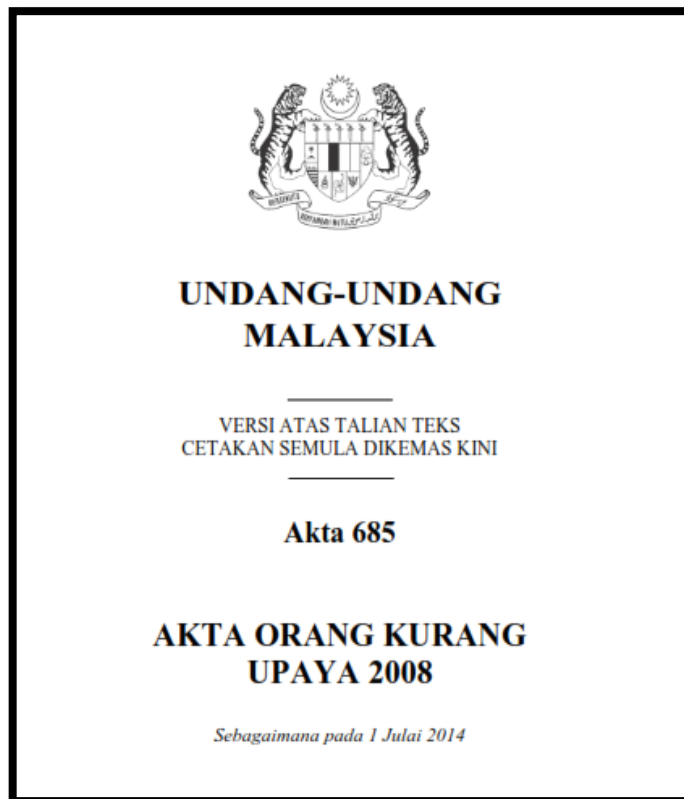 UNDANG-UNDANG
MALAYSIA
VERSI ATAS TALIAN TEKS
CETAKAN SEMULA DIKEMAS KINI
Akta 685
AKTA ORANG KURANG
UPAYA 2008
Sebagaimana pada 1 Julai 2014